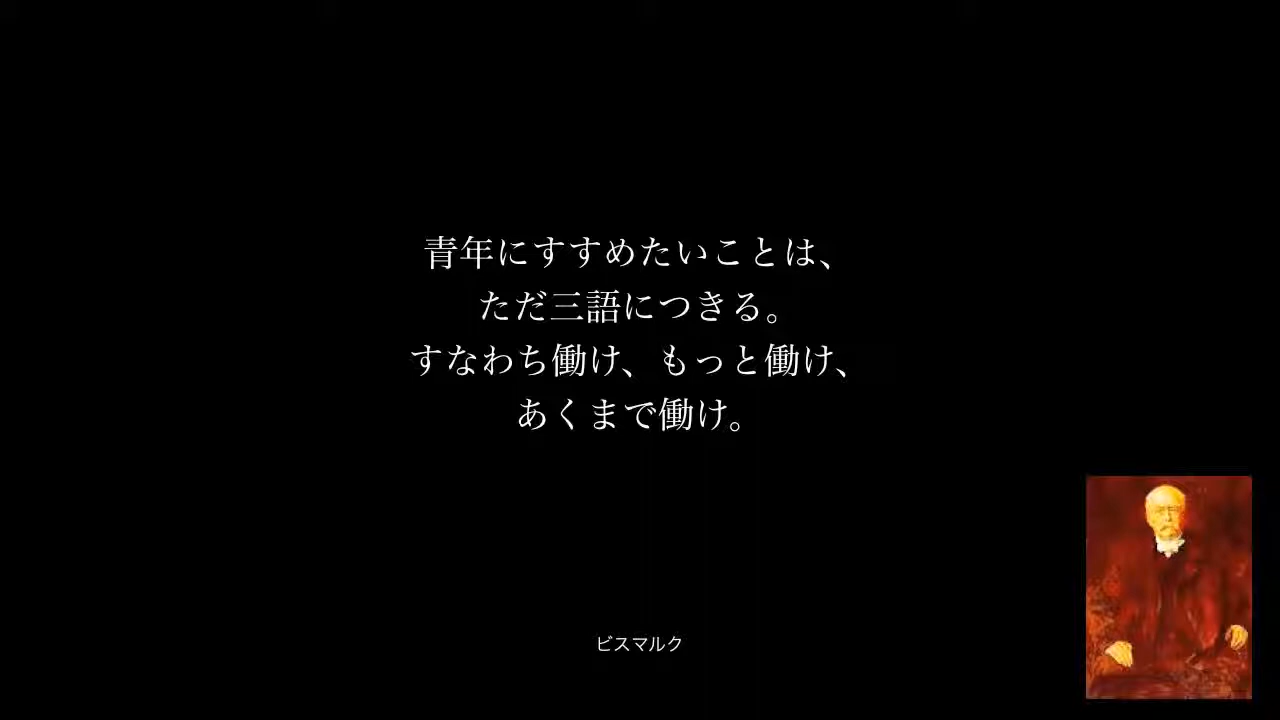 青年にすすめたいことは、
ただ三語につきる。
すなわち働け、もっと働け、
あくまで働け。
ビスマルク